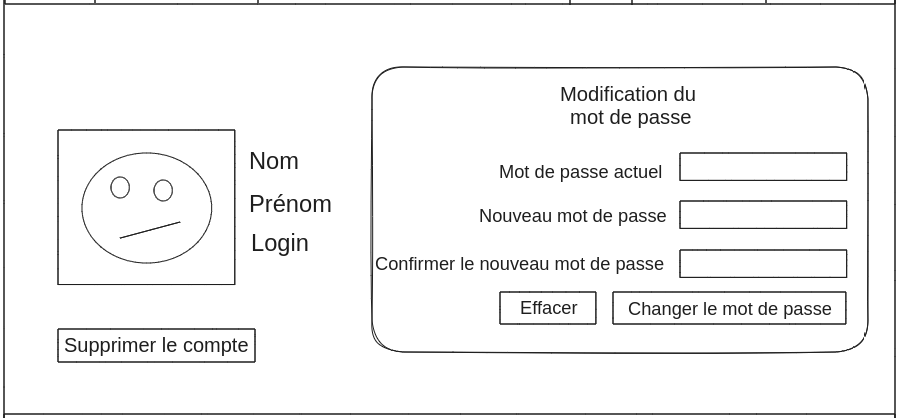 Nom
Prénom
Login
Supprimer le compte
Modification du
mot de passe
Mot de passe actuel
Nouveau mot de passe
Confirmer le nouveau mot de passe
Effacer
Changer le mot de passe